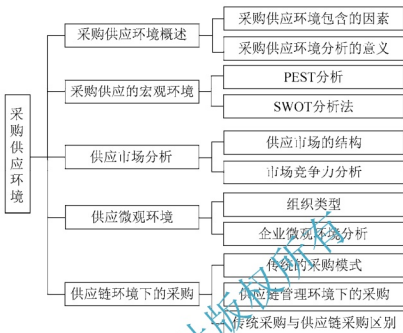 采购供应环境
采购供应环境概述
采购供应环境包含的因素
采购供应环境分析的意义
采购供应的宏观环境
PEST分析
SWOT分析法
供应市场分析
供应市场的结构
市场竞争力分析
供应微观环境
组织类型
企业微观环境分析
供应链环境下的采购
传统的采购模式
供应链管理环境下的采购
传统采购与供应链采购区别
版权所有